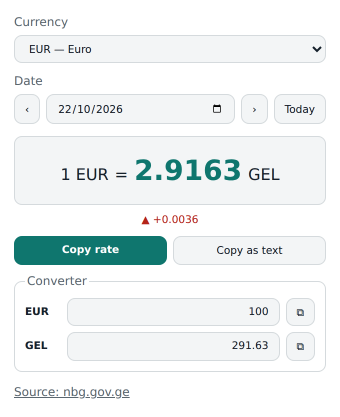 Currency
EUR — Euro
Date
‹ 22/10/2026 › Today
1 EUR = 2.9163 GEL
▲ +0.0036
Copy rate Copy as text
Converter
EUR 100
GEL 291.63
Source: nbg.gov.ge